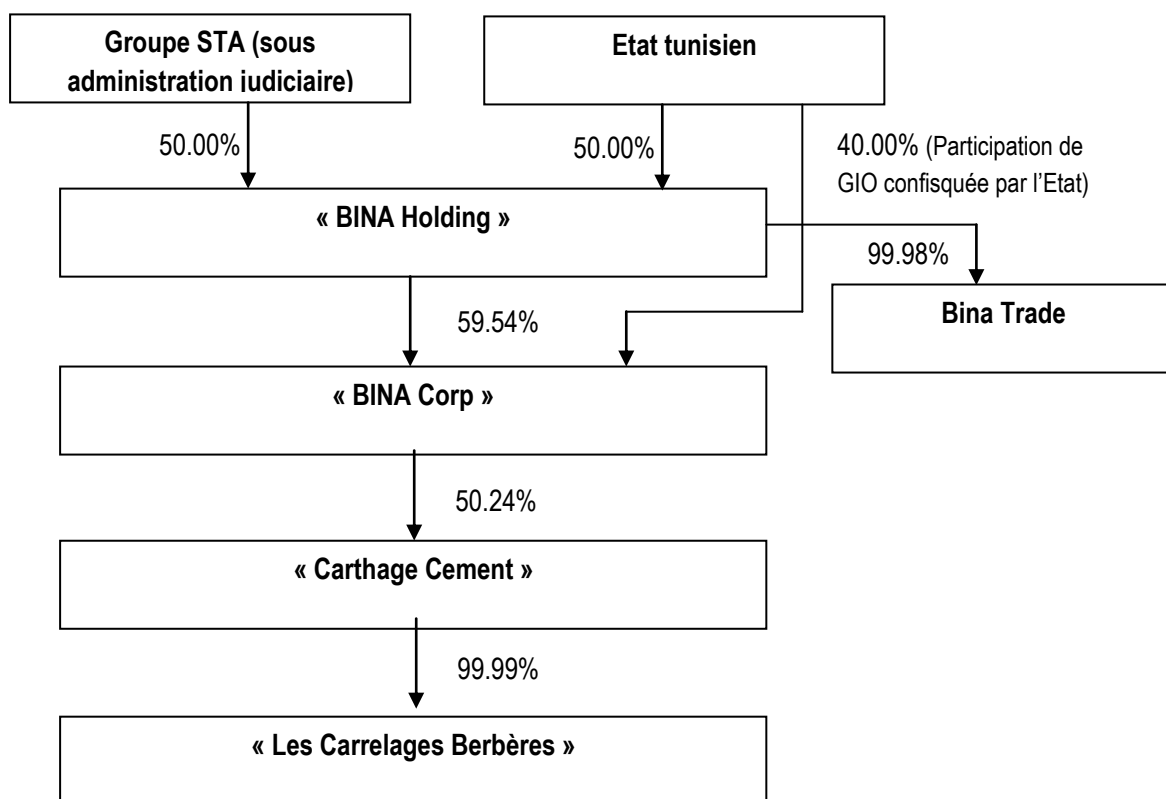 Groupe STA (sous
administration judiciaire)
Etat tunisien
50.00%
50.00%
40.00% (Participation de
GIO confisquée par l’Etat)
« BINA Holding »
99.98%
Bina Trade
59.54%
« BINA Corp »
50.24%
« Carthage Cement »
99.99%
« Les Carrelages Berbères »